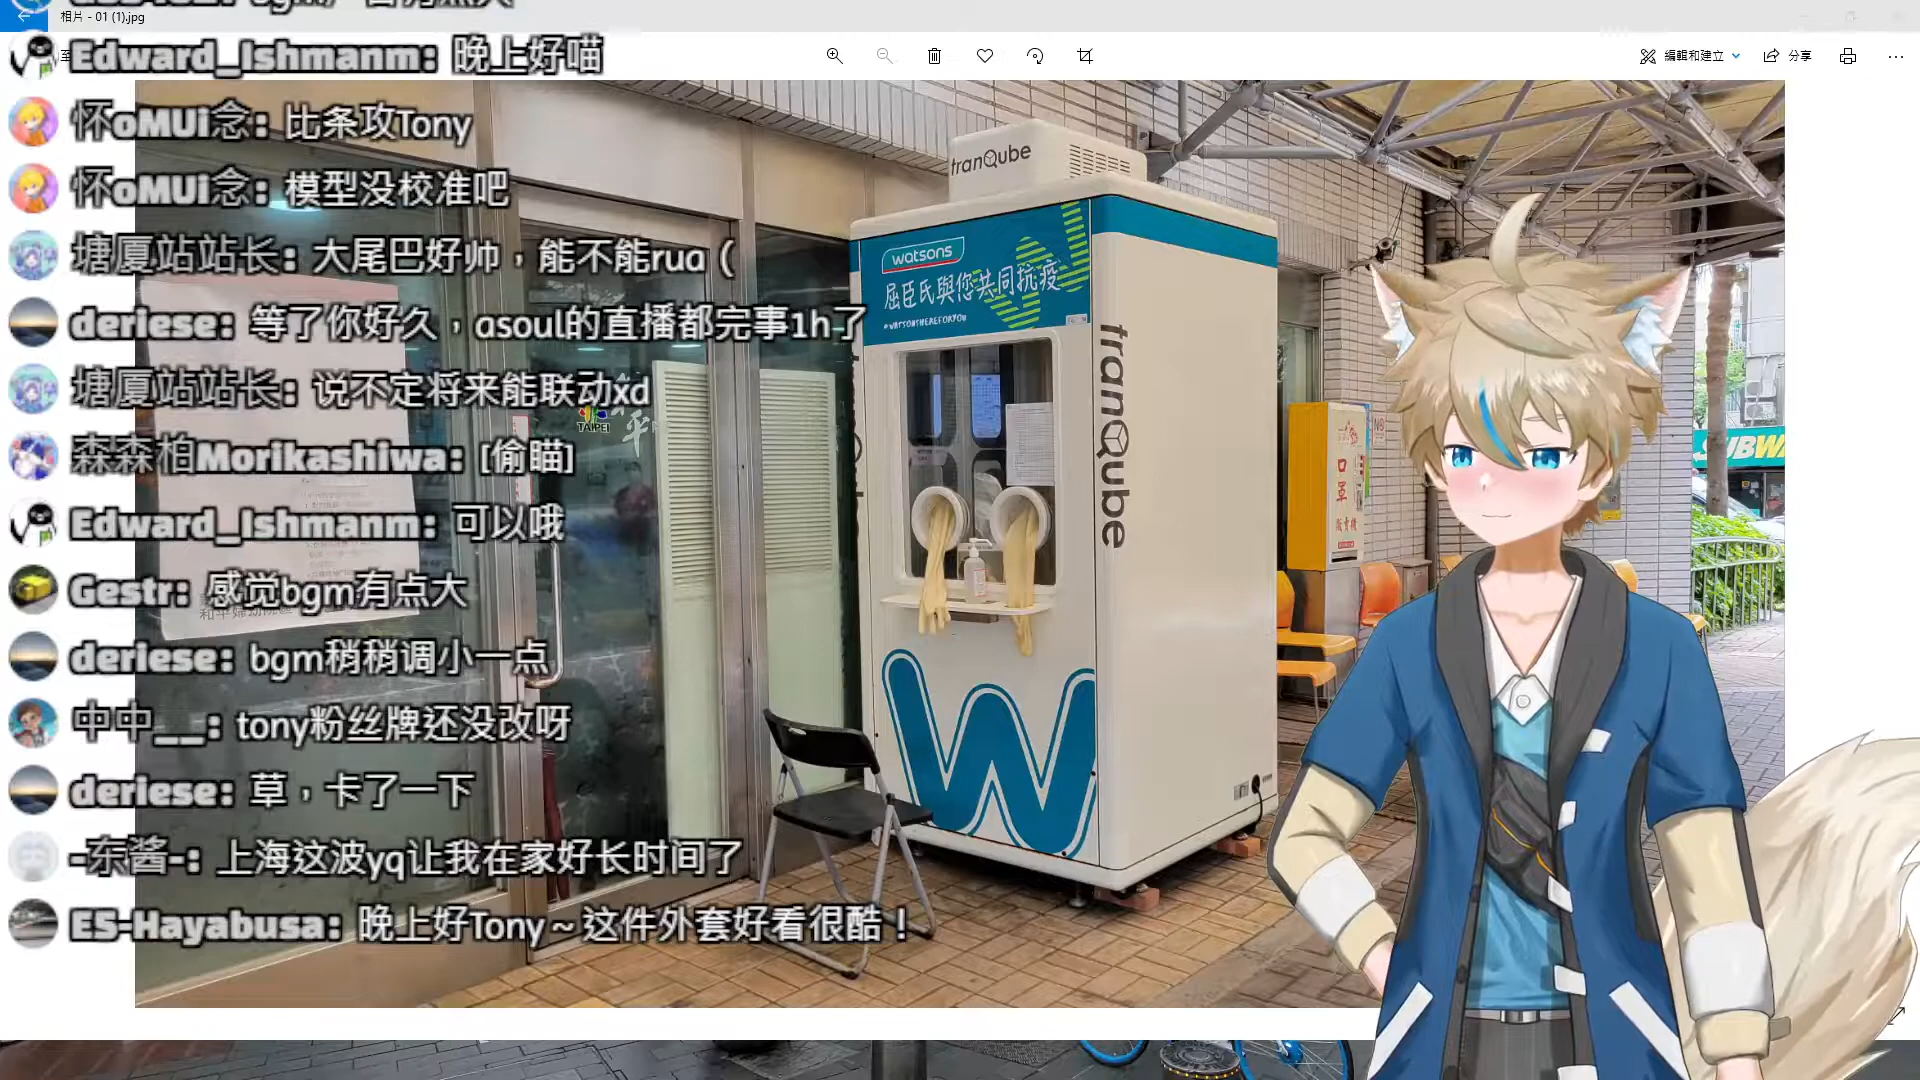 相片 - 01 (1).jpg
編輯和建立
分享
Edward_Ishmanm: 晚上好喵
怀oMUi念: 比条攻Tony
怀oMUi念: 模型没校准吧
塘厦站站长: 大尾巴好帅，能不能rua（
deriese: 等了你好久，asoul的直播都完事1h了
塘厦站站长: 说不定将来能联动xd
森森柏Morikashiwa: [偷瞄]
Edward_Ishmanm: 可以哦
Gestr: 感觉bgm有点大
deriese: bgm稍稍调小一点
中中__: tony粉丝牌还没改呀
deriese: 草，卡了一下
-东酱-: 上海这波yq让我在家好长时间了
ES-Hayabusa: 晚上好Tony～这件外套好看很酷！
tranQube
watsons
屈臣氏與您共同抗疫
#WATSONTHEREFORYOU
tranQube
TAIPEI
口罩
販賣機
SUBW